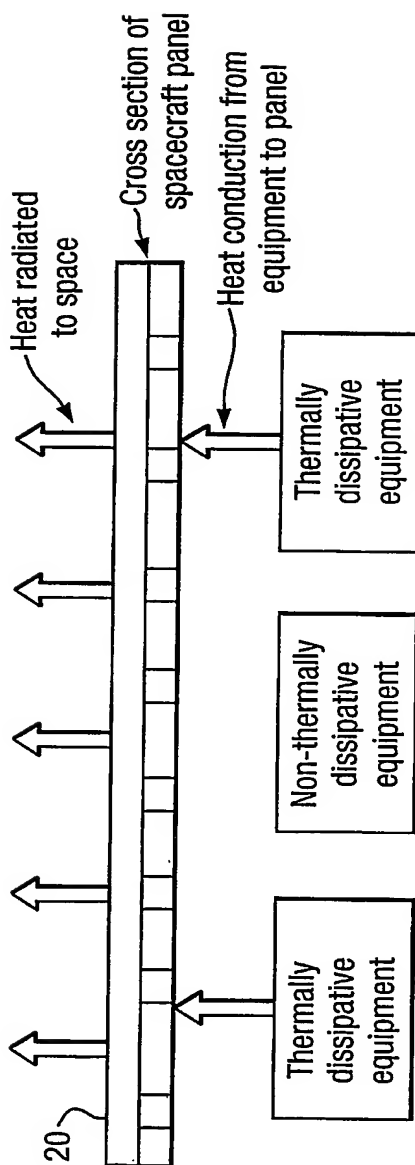 Heat radiated
to space
Cross section of
spacecraft panel
Heat conduction from
equipment to panel
20
Thermally
dissipative
equipment
Non-thermally
dissipative
equipment
Thermally
dissipative
equipment